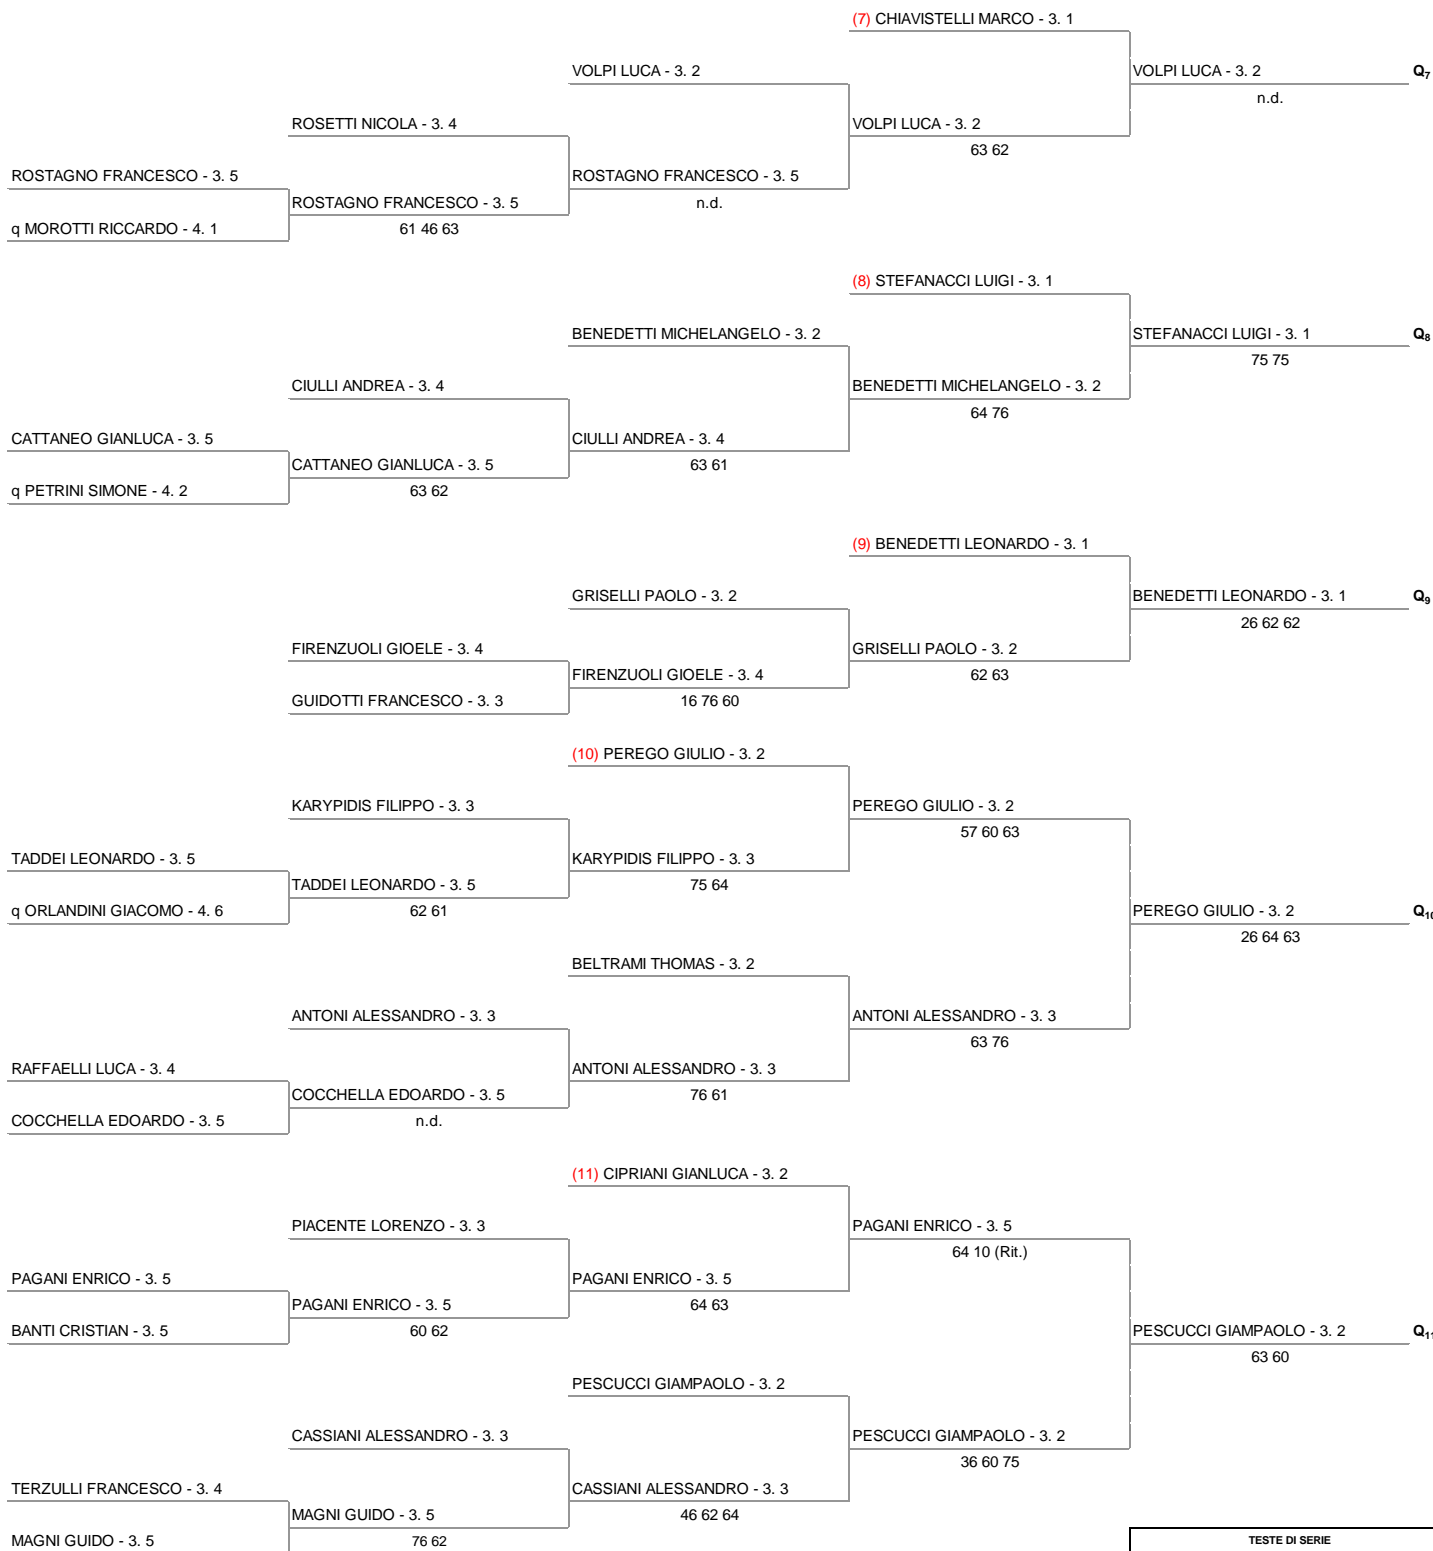 (7) CHIAVISTELLI MARCO - 3. 1
VOLPI LUCA - 3. 2
VOLPI LUCA - 3. 2
Q7
n.d.
ROSETTI NICOLA - 3. 4
VOLPI LUCA - 3. 2
63 62
ROSTAGNO FRANCESCO - 3. 5
ROSTAGNO FRANCESCO - 3. 5
ROSTAGNO FRANCESCO - 3. 5
n.d.
q MOROTTI RICCARDO - 4. 1
61 46 63
(8) STEFANACCI LUIGI - 3. 1
BENEDETTI MICHELANGELO - 3. 2
STEFANACCI LUIGI - 3. 1
Q8
75 75
CIULLI ANDREA - 3. 4
BENEDETTI MICHELANGELO - 3. 2
64 76
CATTANEO GIANLUCA - 3. 5
CIULLI ANDREA - 3. 4
CATTANEO GIANLUCA - 3. 5
63 61
q PETRINI SIMONE - 4. 2
63 62
(9) BENEDETTI LEONARDO - 3. 1
GRISELLI PAOLO - 3. 2
BENEDETTI LEONARDO - 3. 1
Q9
26 62 62
FIRENZUOLI GIOELE - 3. 4
GRISELLI PAOLO - 3. 2
FIRENZUOLI GIOELE - 3. 4
62 63
GUIDOTTI FRANCESCO - 3. 3
16 76 60
(10) PEREGO GIULIO - 3. 2
KARYPIDIS FILIPPO - 3. 3
PEREGO GIULIO - 3. 2
57 60 63
TADDEI LEONARDO - 3. 5
KARYPIDIS FILIPPO - 3. 3
TADDEI LEONARDO - 3. 5
75 64
q ORLANDINI GIACOMO - 4. 6
62 61
PEREGO GIULIO - 3. 2
Q10
26 64 63
BELTRAMI THOMAS - 3. 2
ANTONI ALESSANDRO - 3. 3
ANTONI ALESSANDRO - 3. 3
63 76
RAFFAELLI LUCA - 3. 4
ANTONI ALESSANDRO - 3. 3
COCCHELLA EDOARDO - 3. 5
76 61
COCCHELLA EDOARDO - 3. 5
n.d.
(11) CIPRIANI GIANLUCA - 3. 2
PIACENTE LORENZO - 3. 3
PAGANI ENRICO - 3. 5
64 10 (Rit.)
PAGANI ENRICO - 3. 5
PAGANI ENRICO - 3. 5
PAGANI ENRICO - 3. 5
64 63
BANTI CRISTIAN - 3. 5
60 62
PESCUCCI GIAMPAOLO - 3. 2
Q11
63 60
PESCUCCI GIAMPAOLO - 3. 2
CASSIANI ALESSANDRO - 3. 3
PESCUCCI GIAMPAOLO - 3. 2
36 60 75
TERZULLI FRANCESCO - 3. 4
CASSIANI ALESSANDRO - 3. 3
MAGNI GUIDO - 3. 5
46 62 64
MAGNI GUIDO - 3. 5
76 62
TESTE DI SERIE